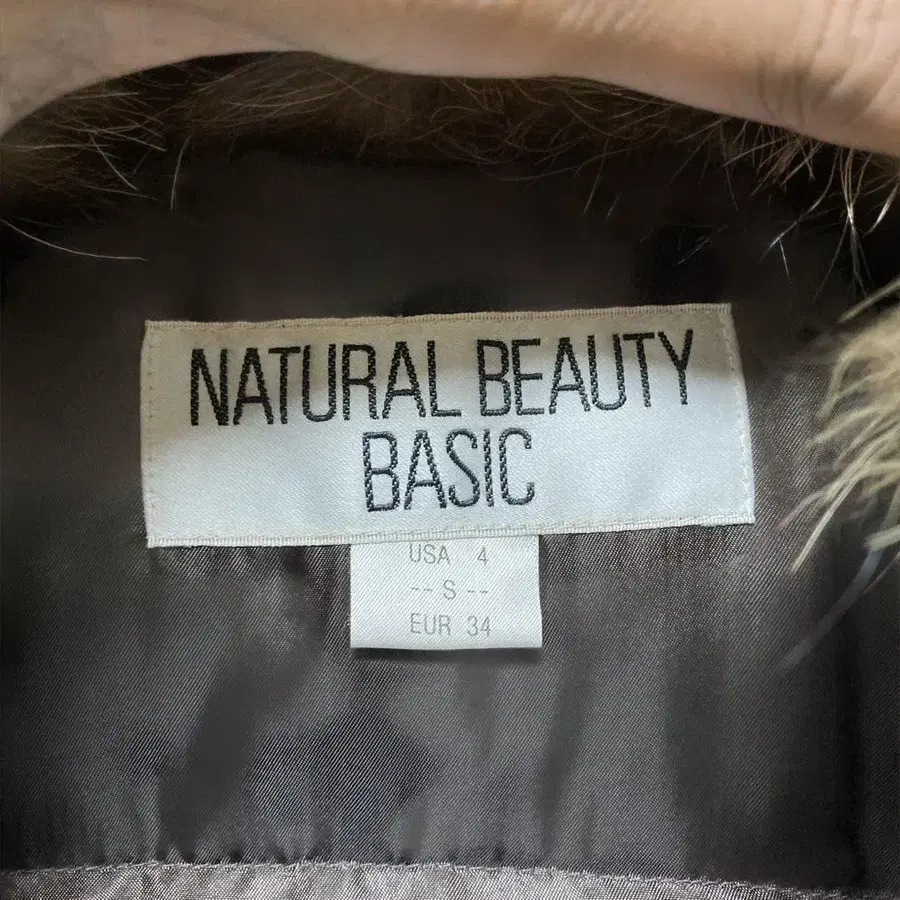 NATURAL BEAUTY
BASIC
USA 4
-- S --
EUR 34